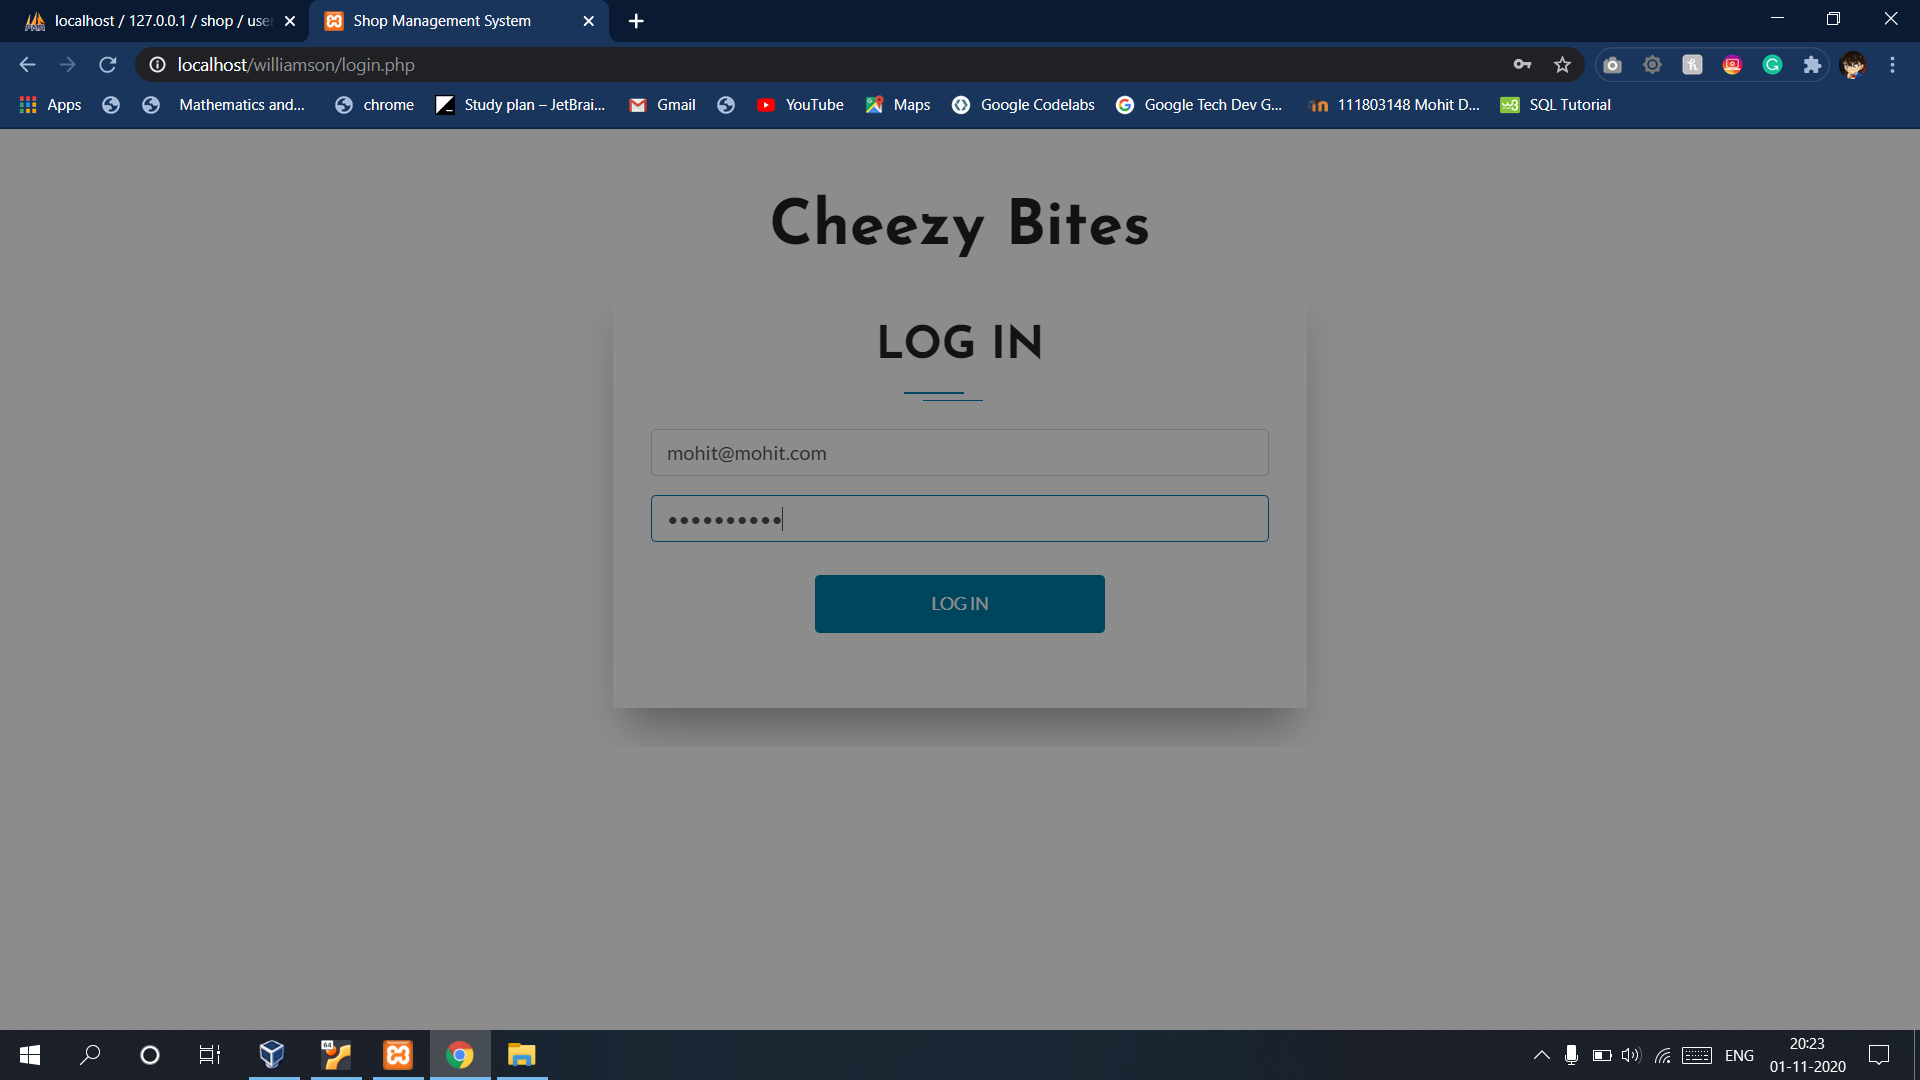 localhost / 127.0.0.1 / shop / use
Shop Management System
localhost/williamson/login.php
Apps
Mathematics and...
chrome
Study plan – JetBrai...
Gmail
YouTube
Maps
Google Codelabs
Google Tech Dev G...
111803148 Mohit D...
SQL Tutorial
Cheezy Bites
LOG IN
mohit@mohit.com
••••••••••
LOG IN
64
ENG
20:23
01-11-2020